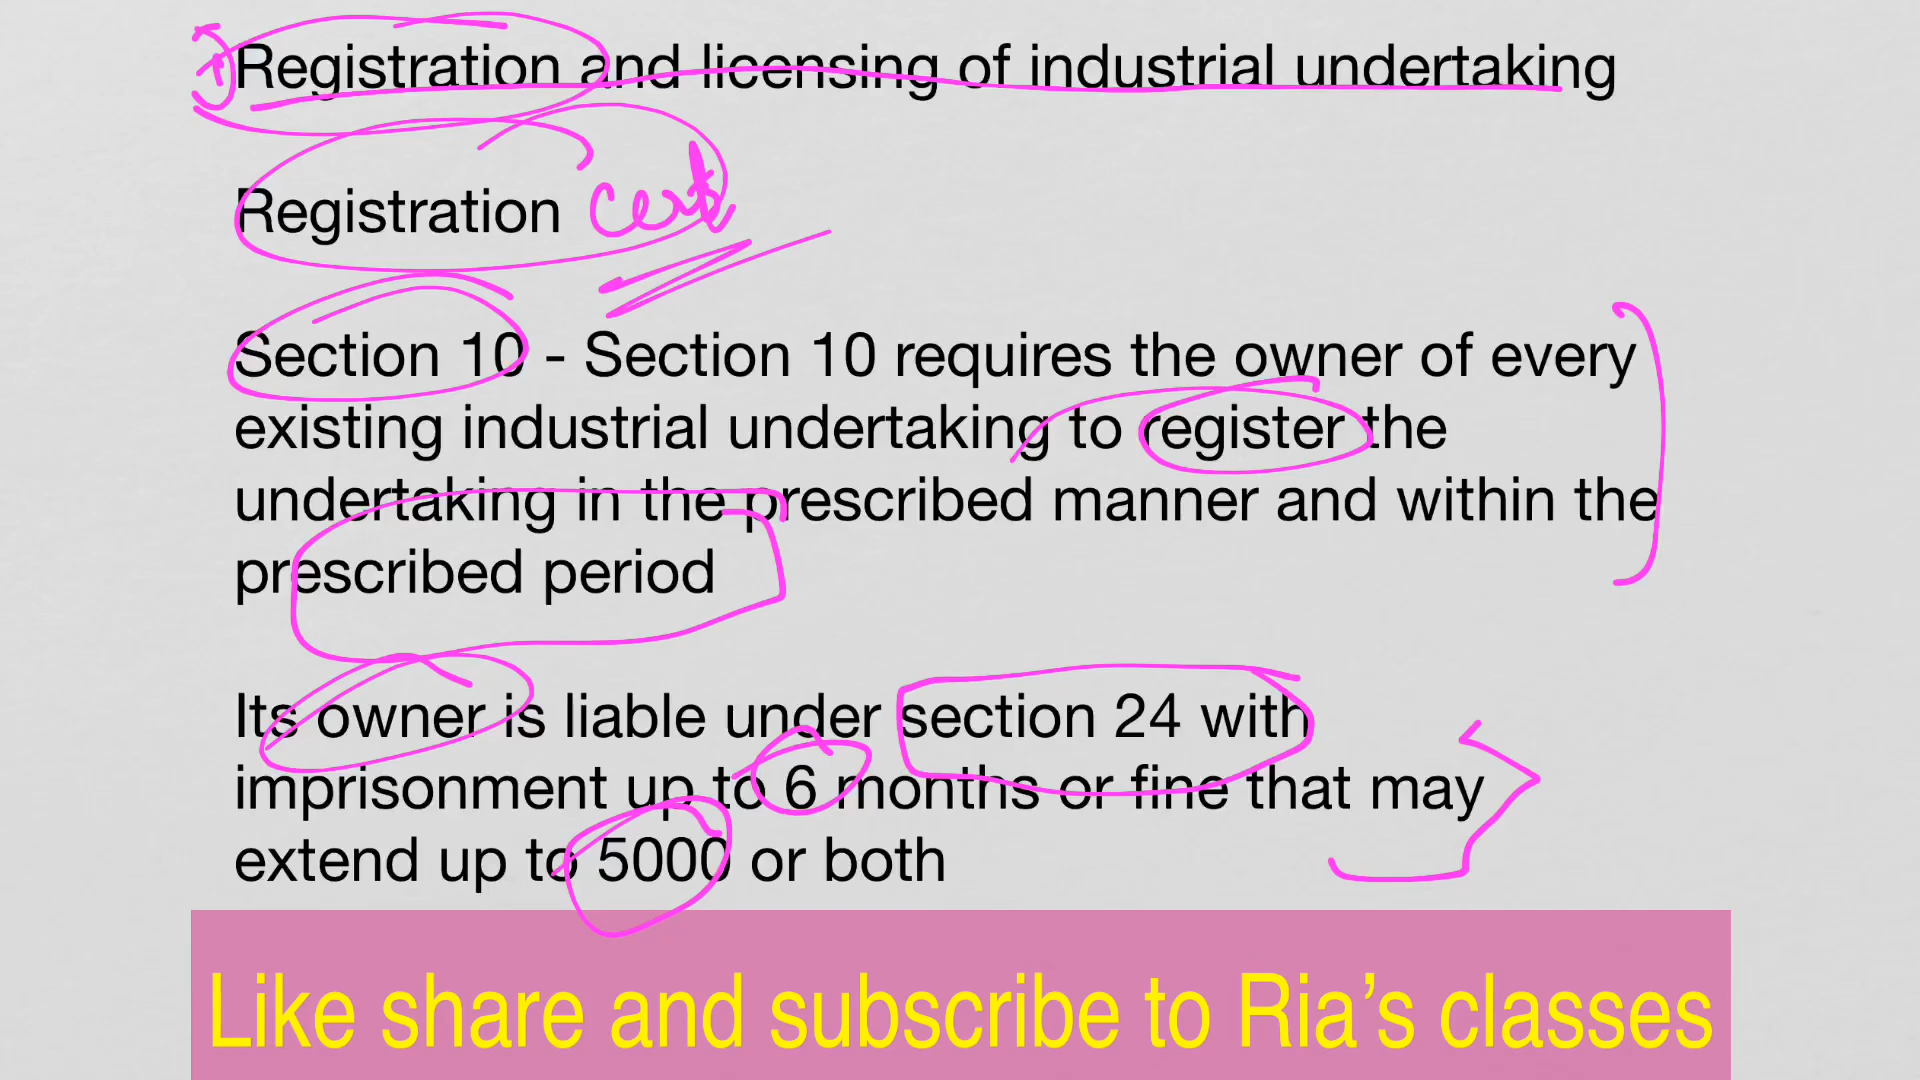 Registration and licensing of industrial undertaking
Registration cert
Section 10 - Section 10 requires the owner of every
existing industrial undertaking to register the
undertaking in the prescribed manner and within the
prescribed period
Its owner is liable under section 24 with
imprisonment up to 6 months or fine that may
extend up to 5000 or both
Like share and subscribe to Ria’s classes